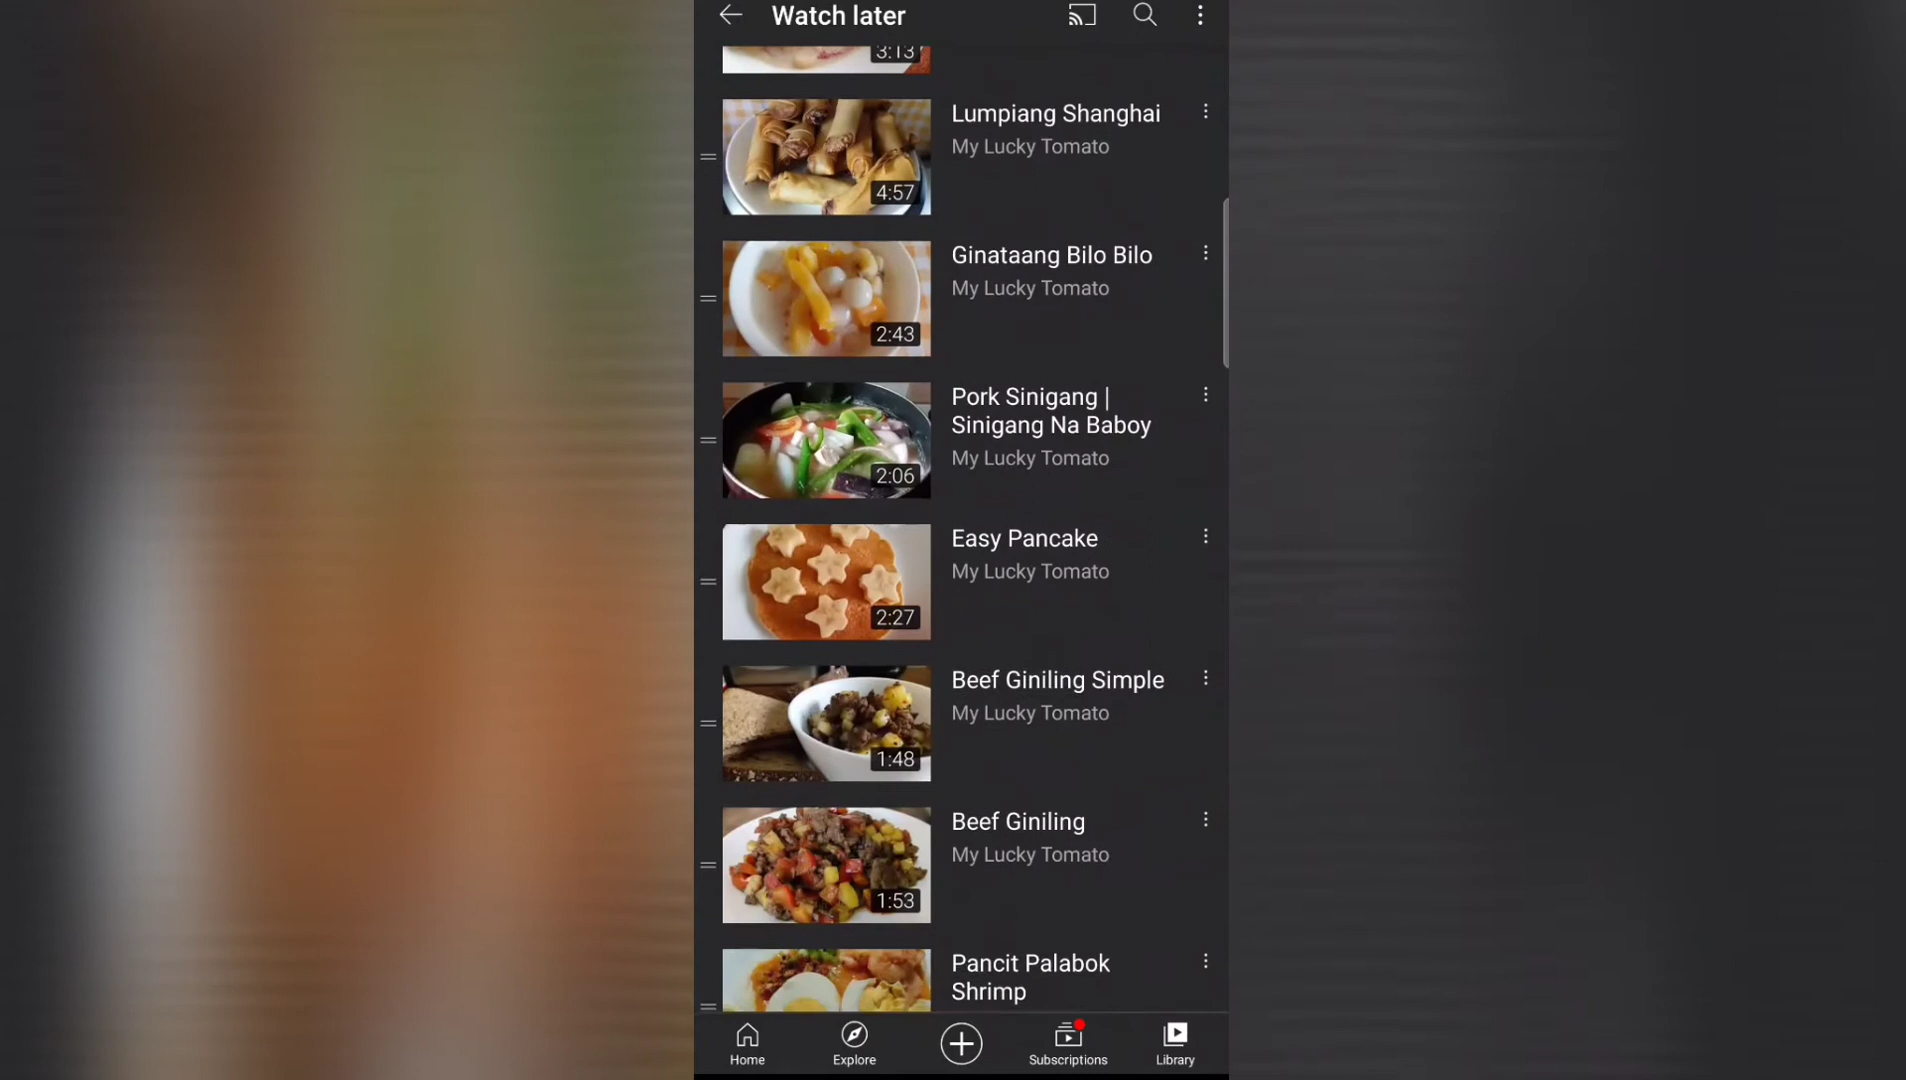 Watch later
3:13
Lumpiang Shanghai
My Lucky Tomato
4:57
Ginataang Bilo Bilo
My Lucky Tomato
2:43
Pork Sinigang |
Sinigang Na Baboy
My Lucky Tomato
2:06
Easy Pancake
My Lucky Tomato
2:27
Beef Giniling Simple
My Lucky Tomato
1:48
Beef Giniling
My Lucky Tomato
1:53
Pancit Palabok
Shrimp
Home
Explore
Subscriptions
Library